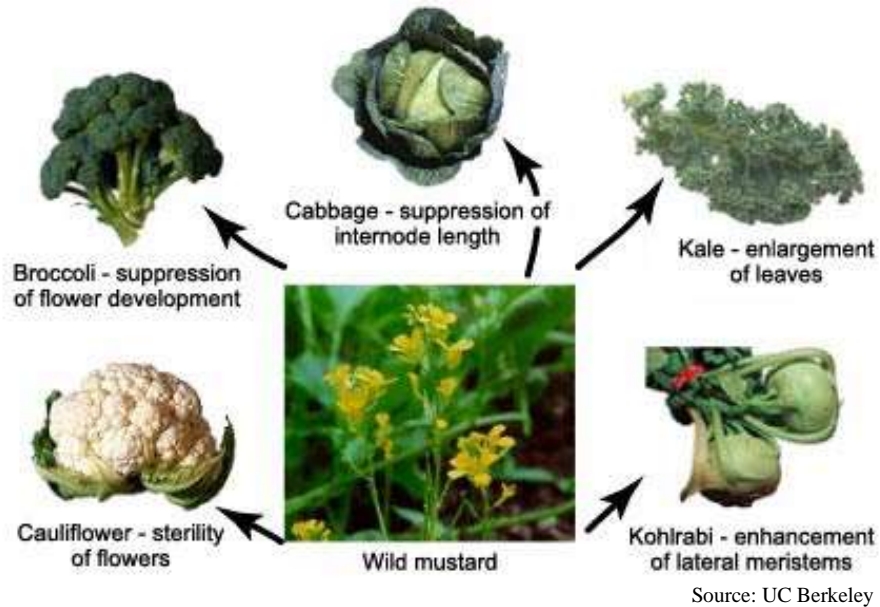 Cabbage - suppression of
internode length
Broccoli - suppression
of flower development
Kale - enlargement
of leaves
Cauliflower - sterility
of flowers
Wild mustard
Kohlrabi - enhancement
of lateral meristems
Source: UC Berkeley